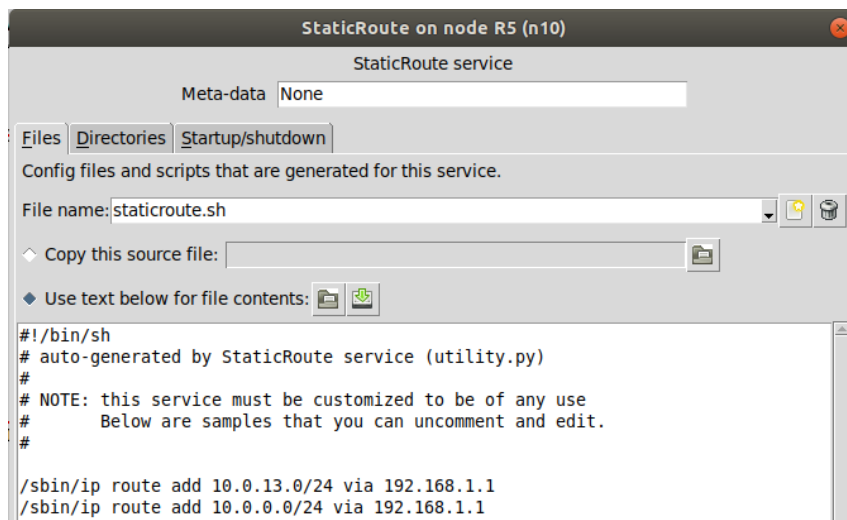 StaticRoute on node R5 (n10)
StaticRoute service
Meta-data None
Files Directories Startup/shutdown
Config files and scripts that are generated for this service.
File name: staticroute.sh
Copy this source file:
Use text below for file contents:
#!/bin/sh
# auto-generated by StaticRoute service (utility.py)
#
# NOTE: this service must be customized to be of any use
#       Below are samples that you can uncomment and edit.
#
/sbin/ip route add 10.0.13.0/24 via 192.168.1.1
/sbin/ip route add 10.0.0.0/24 via 192.168.1.1